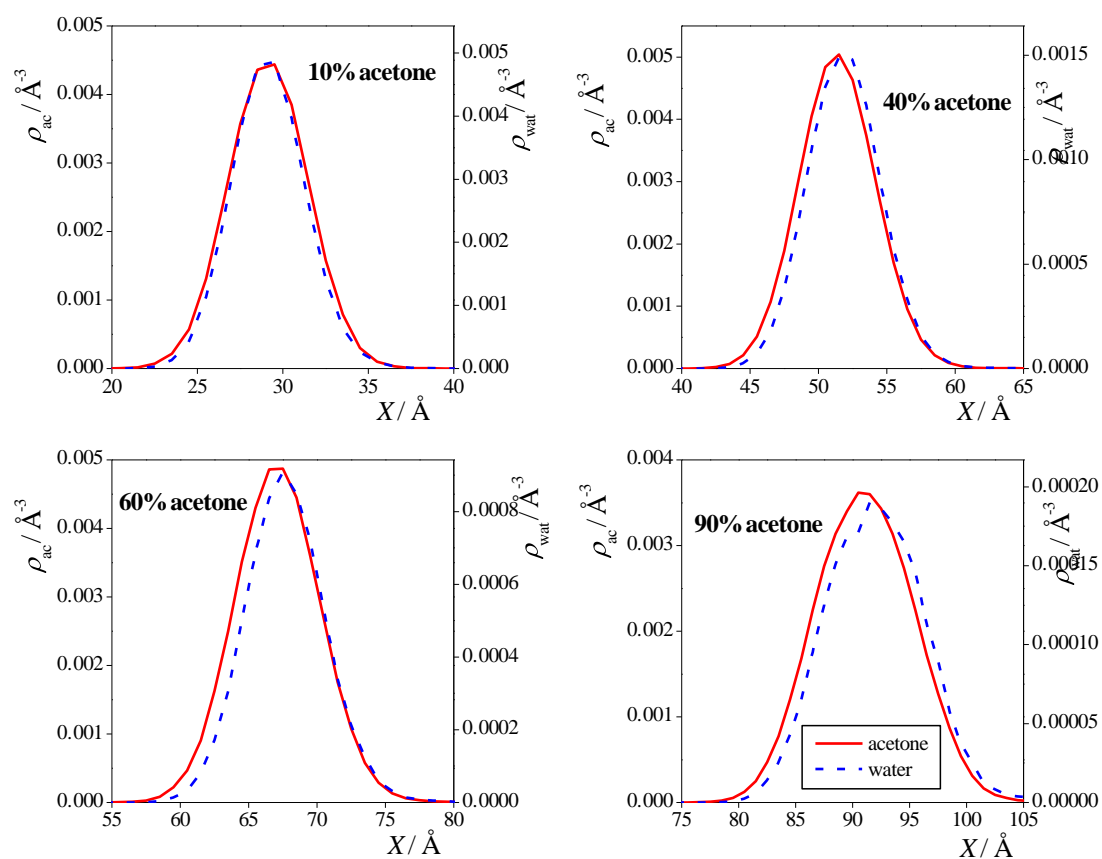 ρac / Å-3
0.005
0.004
0.003
0.002
0.001
0.000
10% acetone
0.005
0.004
0.003
0.002
0.001
0.000
ρwat / Å-3
20 25 30 35 40
X / Å
ρac / Å-3
0.005
0.004
0.003
0.002
0.001
0.000
40% acetone
0.0015
0.0010
0.0005
0.0000
ρwat / Å-3
40 45 50 55 60 65
X / Å
ρac / Å-3
0.005
0.004
0.003
0.002
0.001
0.000
60% acetone
0.0008
0.0006
0.0004
0.0002
0.0000
ρwat / Å-3
55 60 65 70 75 80
X / Å
ρac / Å-3
0.004
0.003
0.002
0.001
0.000
90% acetone
acetone
water
0.00020
0.00015
0.00010
0.00005
0.00000
ρwat / Å-3
75 80 85 90 95 100 105
X / Å